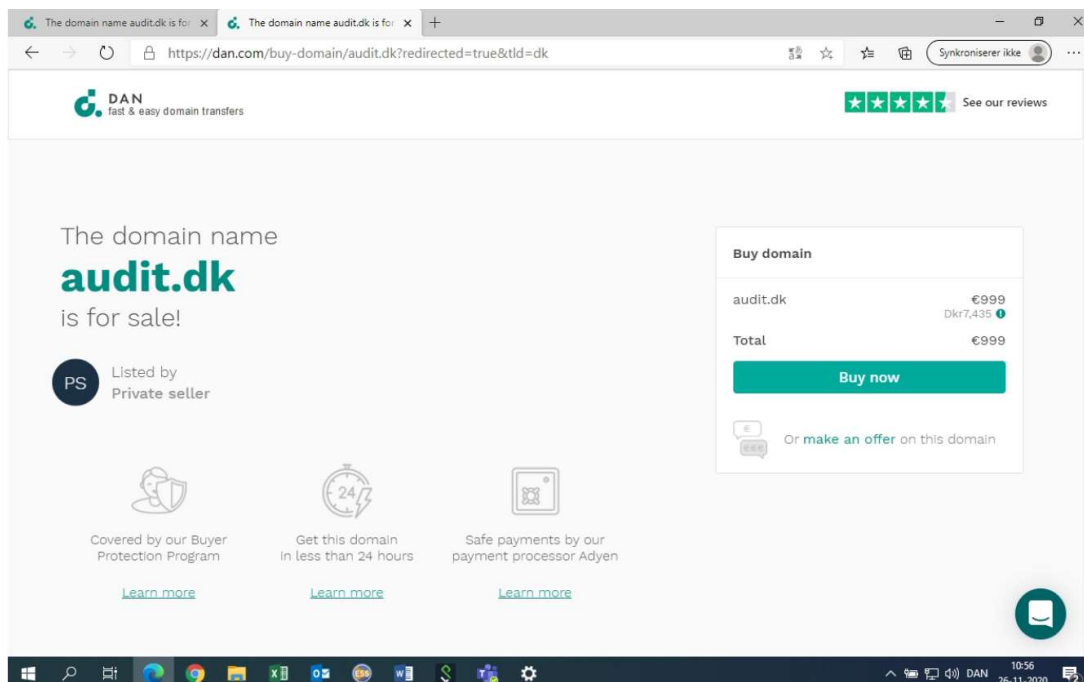 The domain name audit.dk is for
The domain name audit.dk is for
https://dan.com/buy-domain/audit.dk?redirected=true&tld=dk
Synkroniserer ikke
DAN
fast & easy domain transfers
See our reviews
The domain name
audit.dk
is for sale!
PS
Listed by
Private seller
Buy domain
audit.dk €999
Dkr7,435
Total €999
Buy now
Or make an offer on this domain
24/7
Covered by our Buyer
Protection Program
Learn more
Get this domain
in less than 24 hours
Learn more
Safe payments by our
payment processor Adyen
Learn more
DAN
10:56
26-11-2020